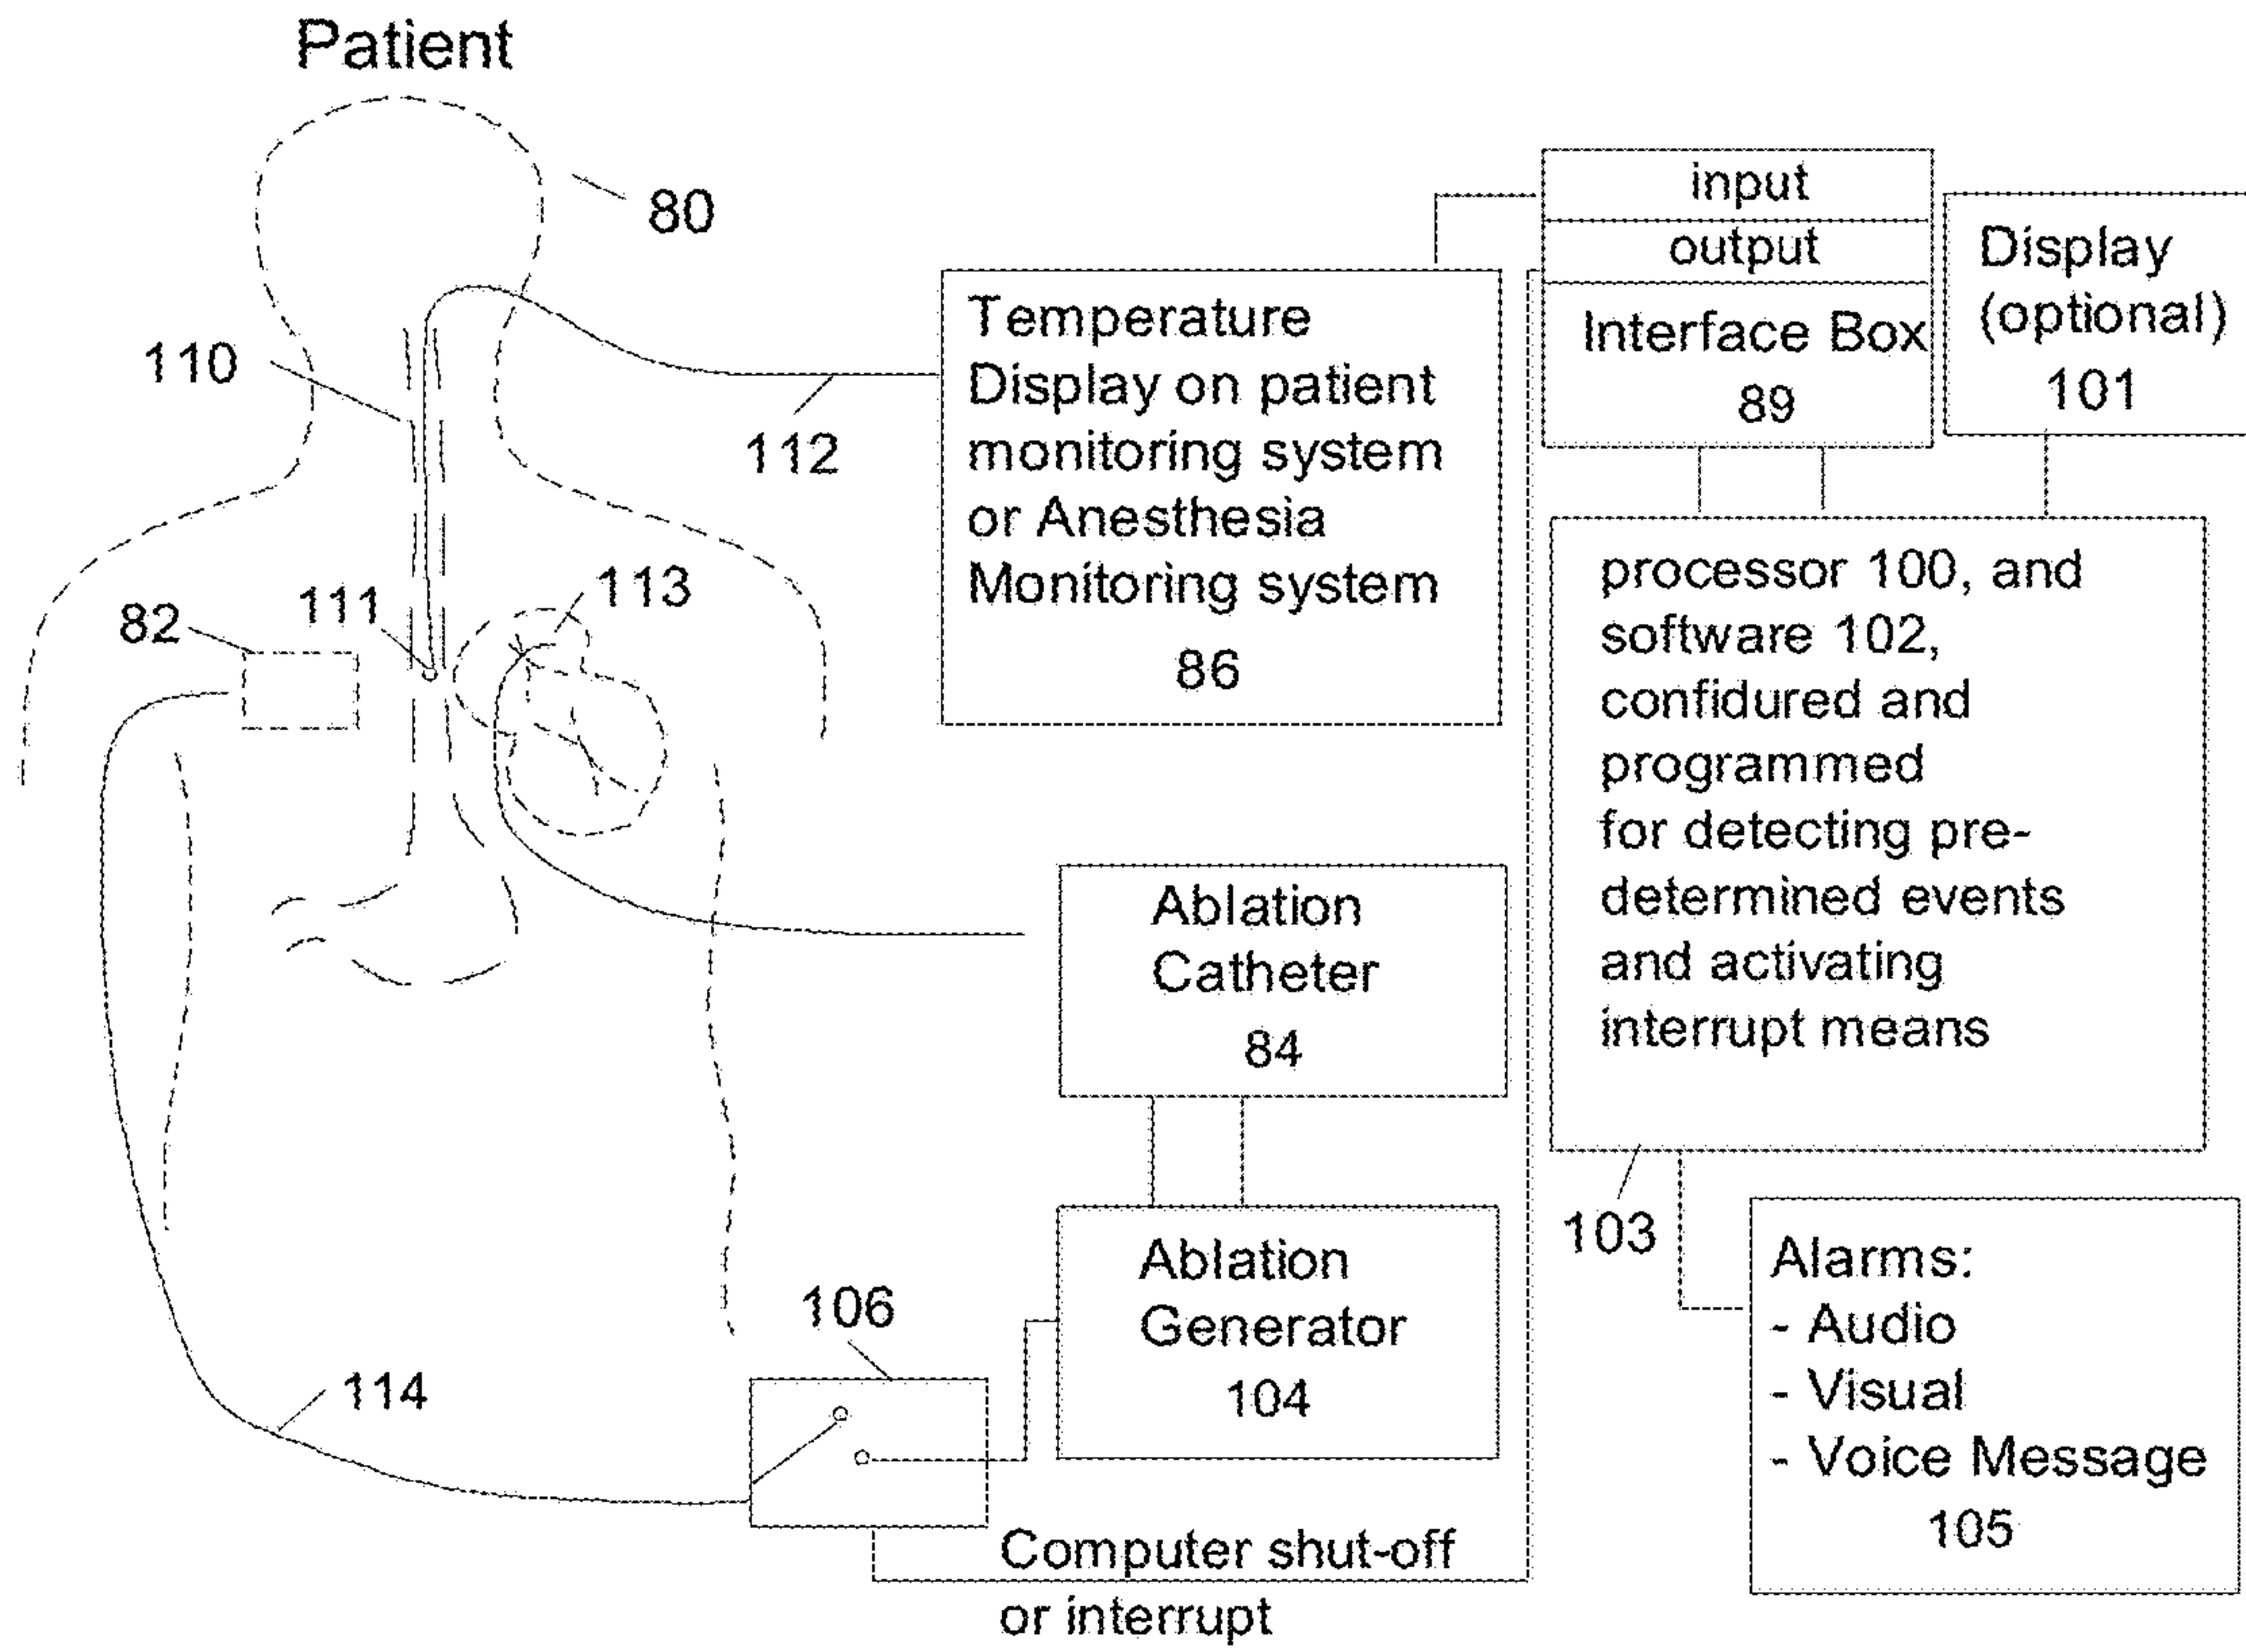 Patient
80
110
112
111
113
82
Temperature
Display on patient
monitoring system
or Anesthesia
Monitoring system
86
input
output
Interface Box
89
Display
(optional)
101
processor 100, and
software 102,
confidured and
programmed
for detecting pre-
determined events
and activating
interrupt means
103
Ablation
Catheter
84
Ablation
Generator
104
106
114
Computer shut-off
or interrupt
Alarms:
- Audio
- Visual
- Voice Message
105